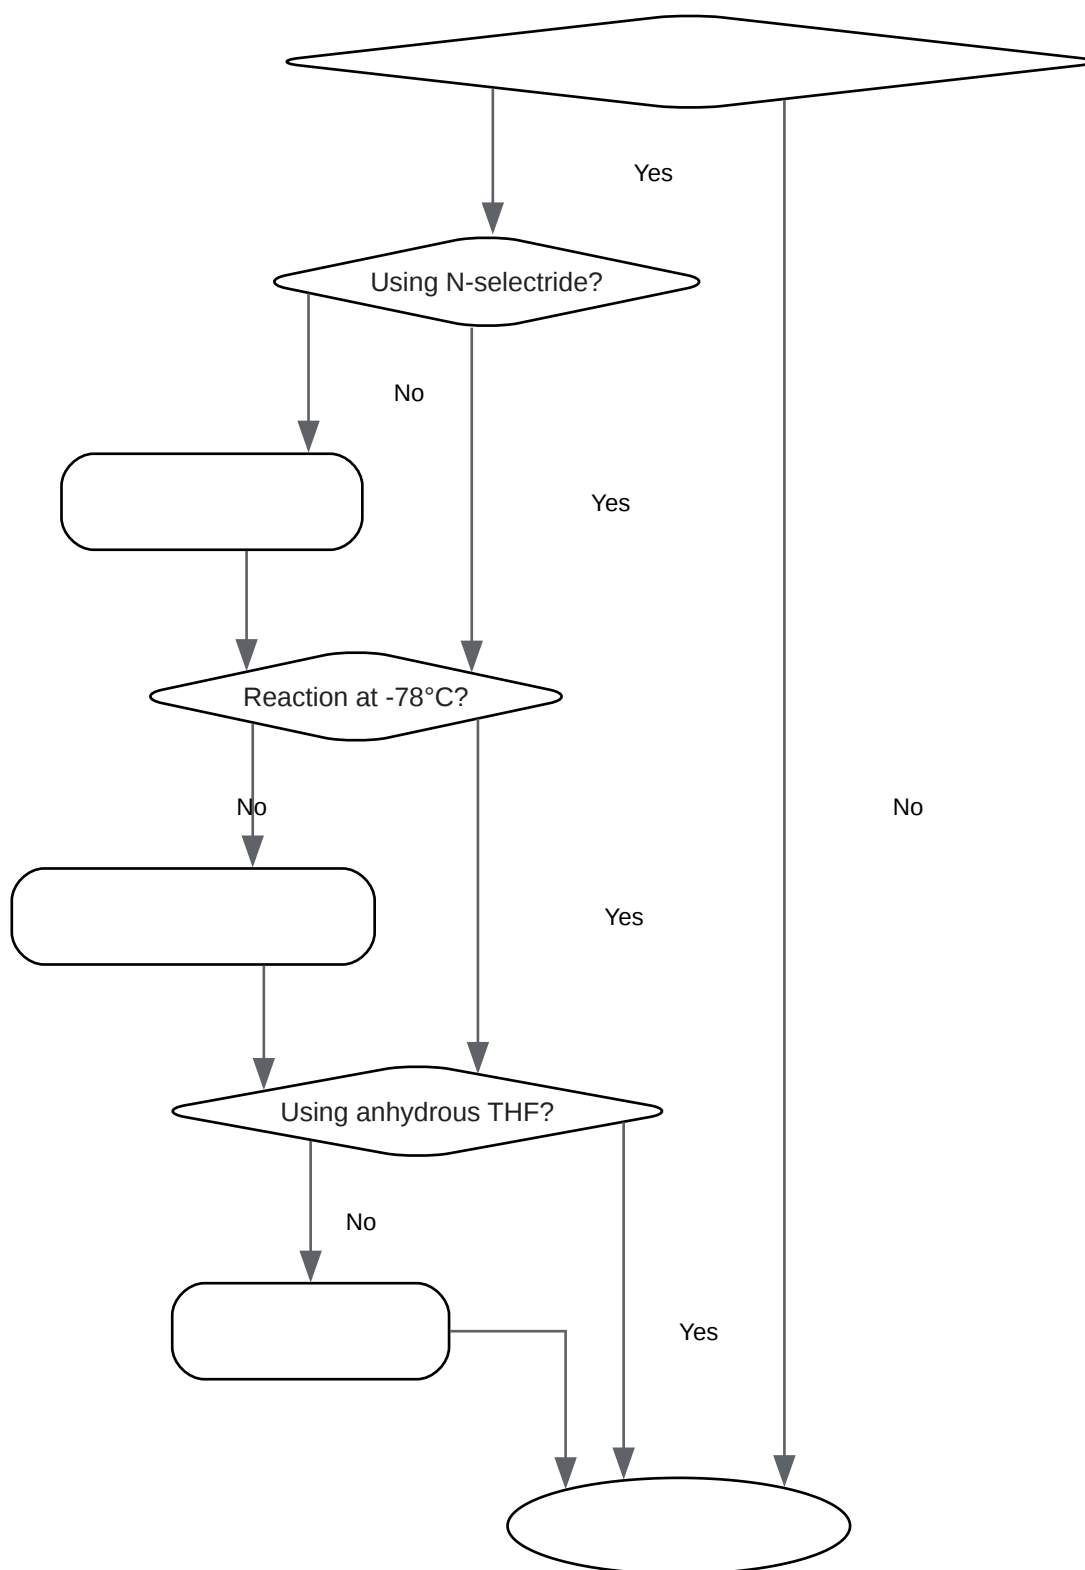 Yes
Using N-selectride?
No
Yes
Reaction at -78°C?
No
No
Yes
Using anhydrous THF?
No
Yes